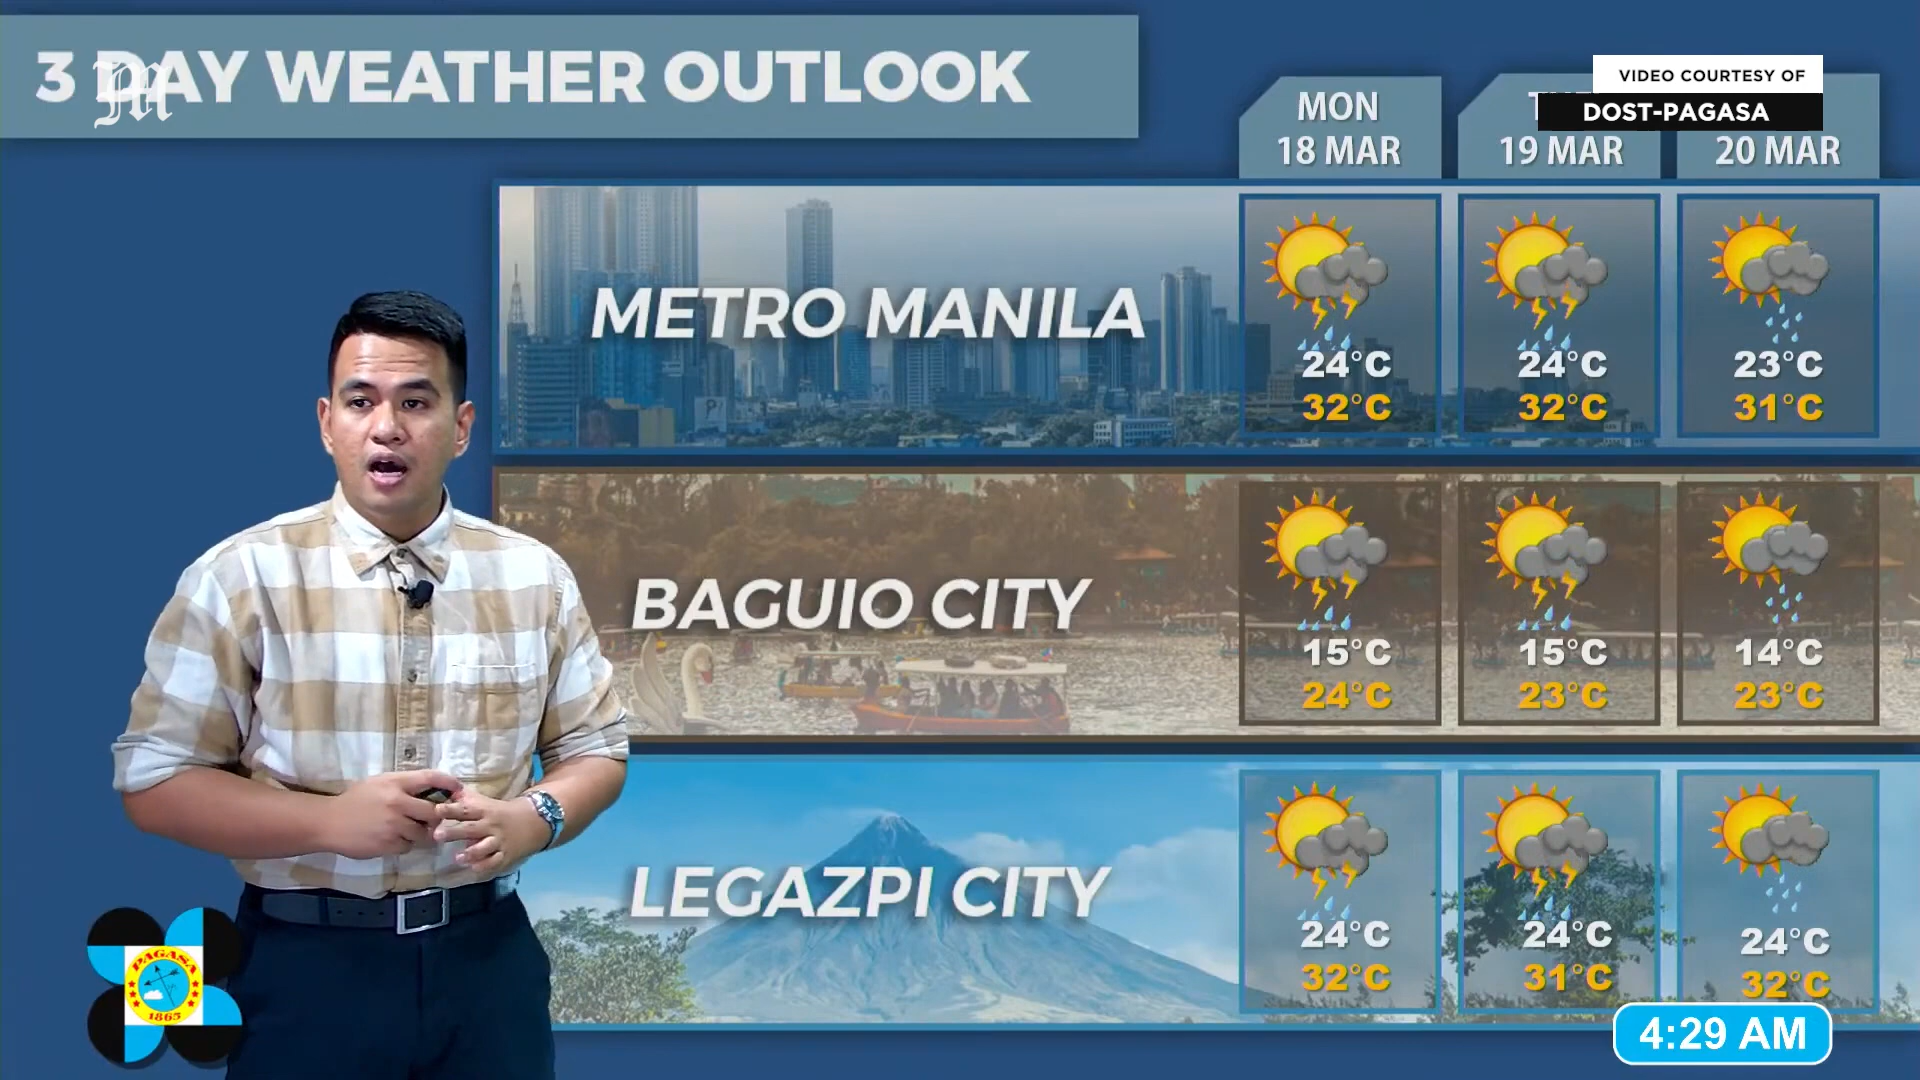 3 DAY WEATHER OUTLOOK
M
VIDEO COURTESY OF
DOST-PAGASA
MON
18 MAR
19 MAR
20 MAR
METRO MANILA
24°C
32°C
24°C
32°C
23°C
31°C
BAGUIO CITY
15°C
24°C
15°C
23°C
14°C
23°C
LEGAZPI CITY
24°C
32°C
24°C
31°C
24°C
32°C
PAGASA
1865
4:29 AM